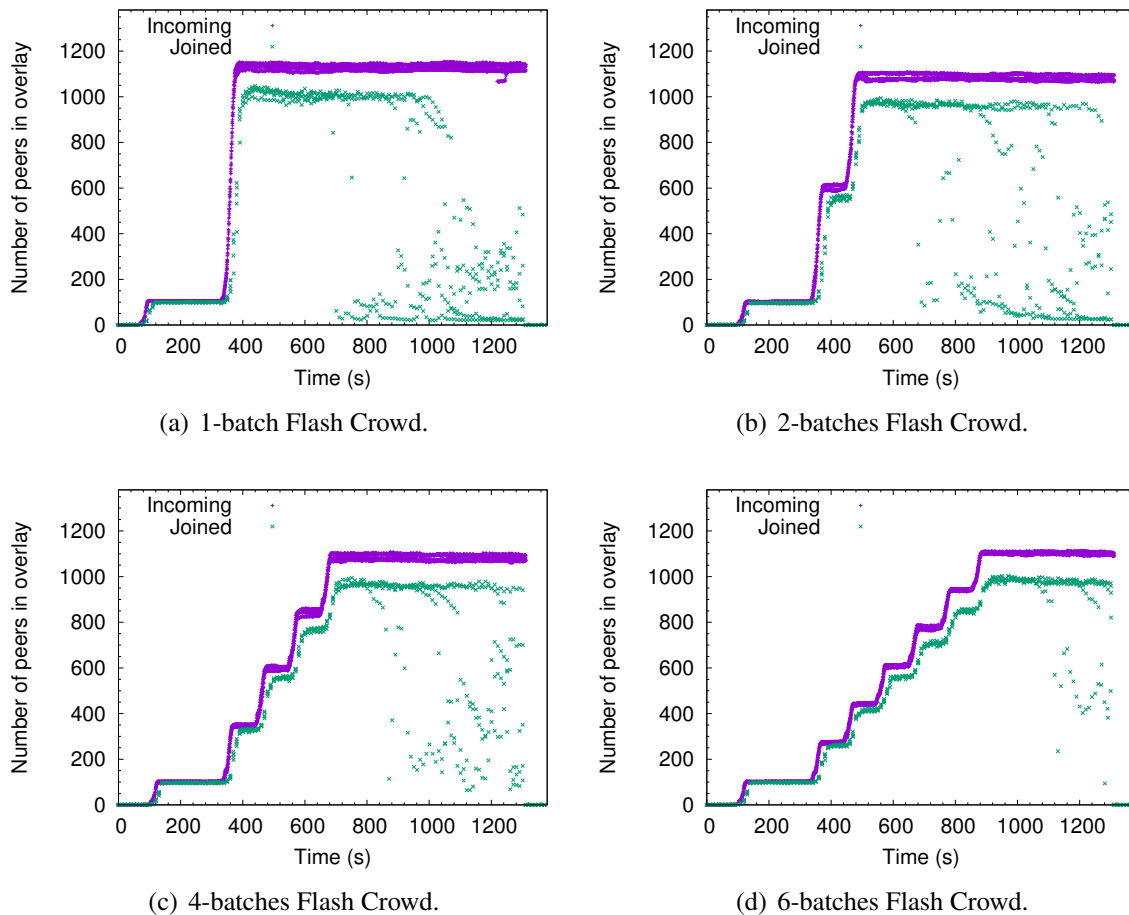 Incoming
Joined
Number of peers in overlay
1200
1000
800
600
400
200
0
0 200 400 600 800 1000 1200
Time (s)
(a) 1-batch Flash Crowd.
Incoming
Joined
Number of peers in overlay
1200
1000
800
600
400
200
0
0 200 400 600 800 1000 1200
Time (s)
(b) 2-batches Flash Crowd.
Incoming
Joined
Number of peers in overlay
1200
1000
800
600
400
200
0
0 200 400 600 800 1000 1200
Time (s)
(c) 4-batches Flash Crowd.
Incoming
Joined
Number of peers in overlay
1200
1000
800
600
400
200
0
0 200 400 600 800 1000 1200
Time (s)
(d) 6-batches Flash Crowd.